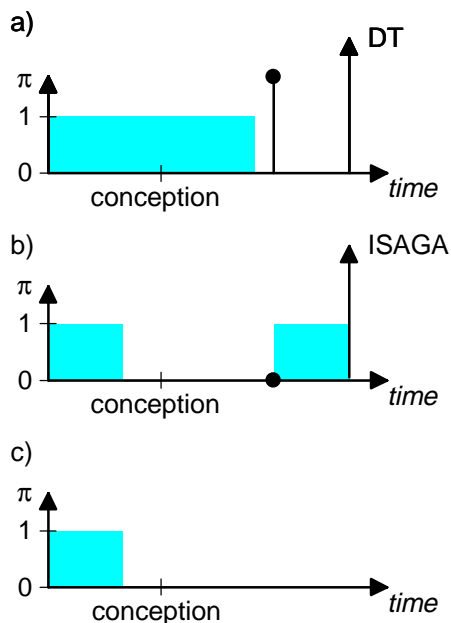 a)
DT
π
1
0
conception
time
b)
ISAGA
π
1
0
conception
time
c)
π
1
0
time
conception